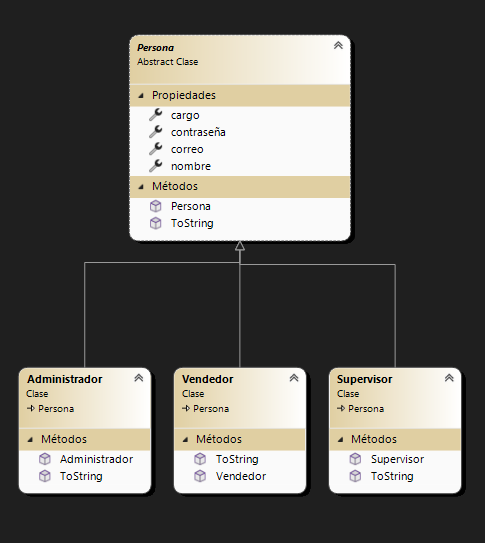 Persona
Abstract Clase
Propiedades
cargo
contraseña
correo
nombre
Métodos
Persona
ToString
Administrador
Clase
Persona
Métodos
Administrador
ToString
Vendedor
Clase
Persona
Métodos
ToString
Vendedor
Supervisor
Clase
Persona
Métodos
Supervisor
ToString